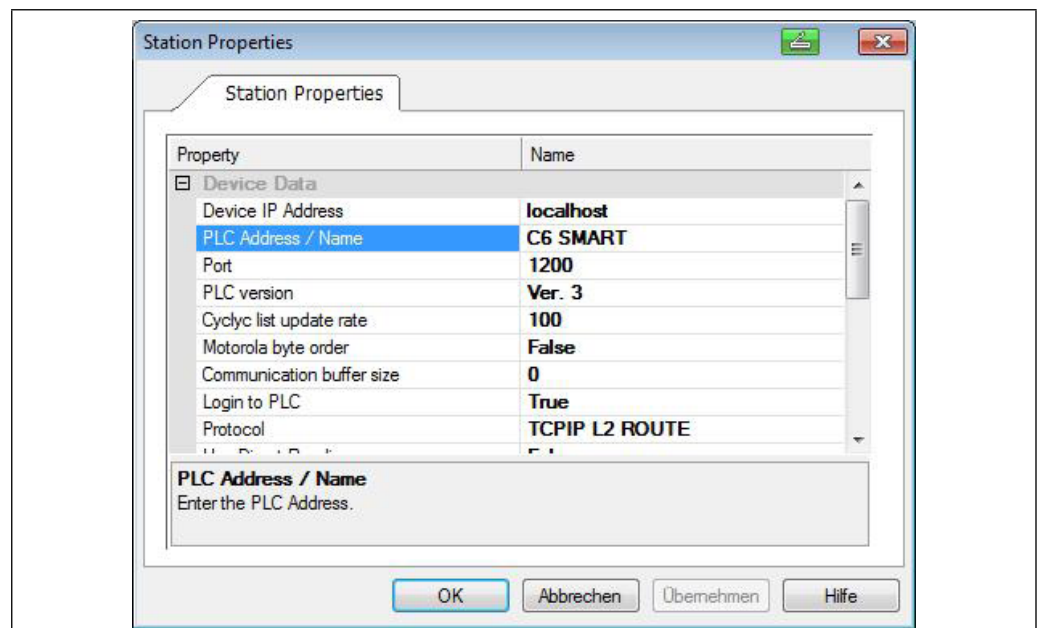 Station Properties
Station Properties
Property Name
Device Data
Device IP Address localhost
PLC Address / Name C6 SMART
Port 1200
PLC version Ver. 3
Cyclyc list update rate 100
Motorola byte order False
Communication buffer size 0
Login to PLC True
Protocol TCPIP L2 ROUTE
PLC Address / Name
Enter the PLC Address.
OK Abbrechen Übernehmen Hilfe